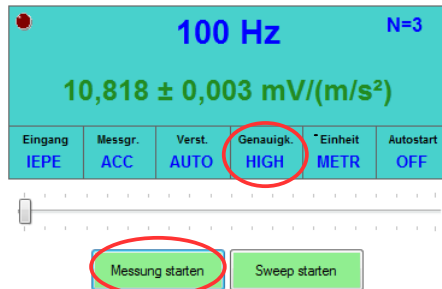 100 Hz N=3
10,818 ± 0,003 mV/(m/s²)
Eingang Messgr. Verst. Genauigk. Einheit Autostart
IEPE ACC AUTO HIGH METR OFF
Messung starten Sweep starten